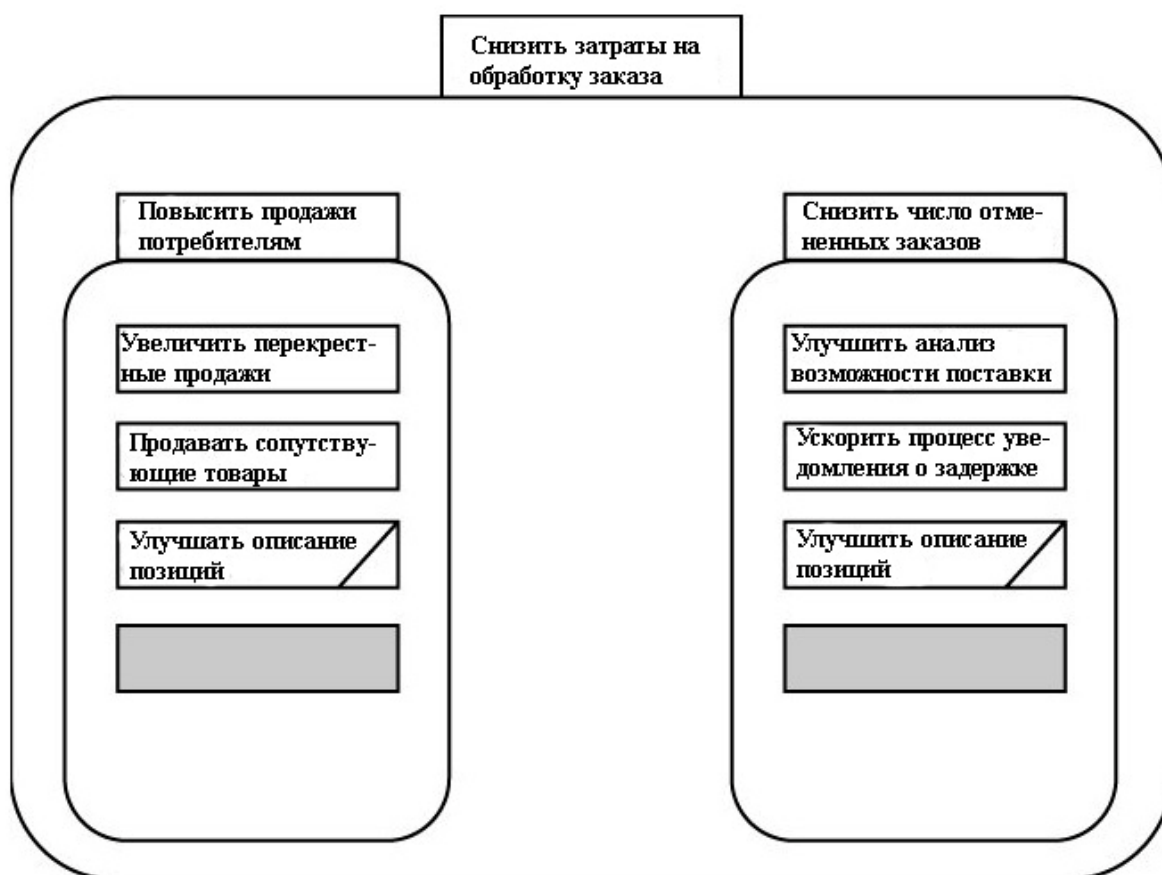 Снизить затраты на
обработку заказа
Повысить продажи
потребителям
Увеличить перекрест-
ные продажи
Продавать сопутству-
ющие товары
Улучшать описание
позиций
Снизить число отме-
ненных заказов
Улучшить анализ
возможности поставки
Ускорить процесс уве-
домления о задержке
Улучшить описание
позиций